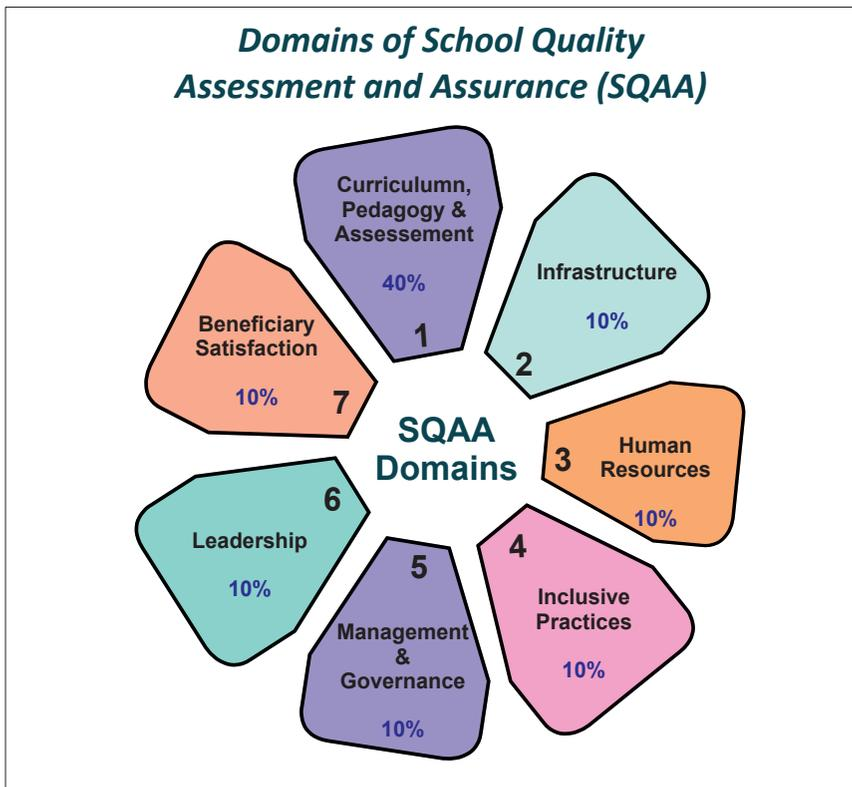 Domains of School Quality
Assessment and Assurance (SQAA)
Curriculumn,
Pedagogy &
Assessement
40%
1
Infrastructure
10%
2
Human
Resources
10%
3
Inclusive
Practices
10%
4
Management
&
Governance
10%
5
Leadership
10%
6
Beneficiary
Satisfaction
10%
7
SQAA
Domains